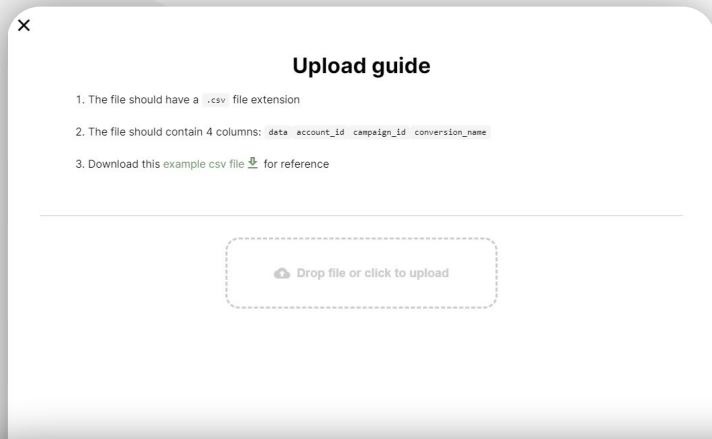 Upload guide
1. The file should have a .csv file extension
2. The file should contain 4 columns: data account_id campaign_id conversion_name
3. Download this example csv file for reference
Drop file or click to upload